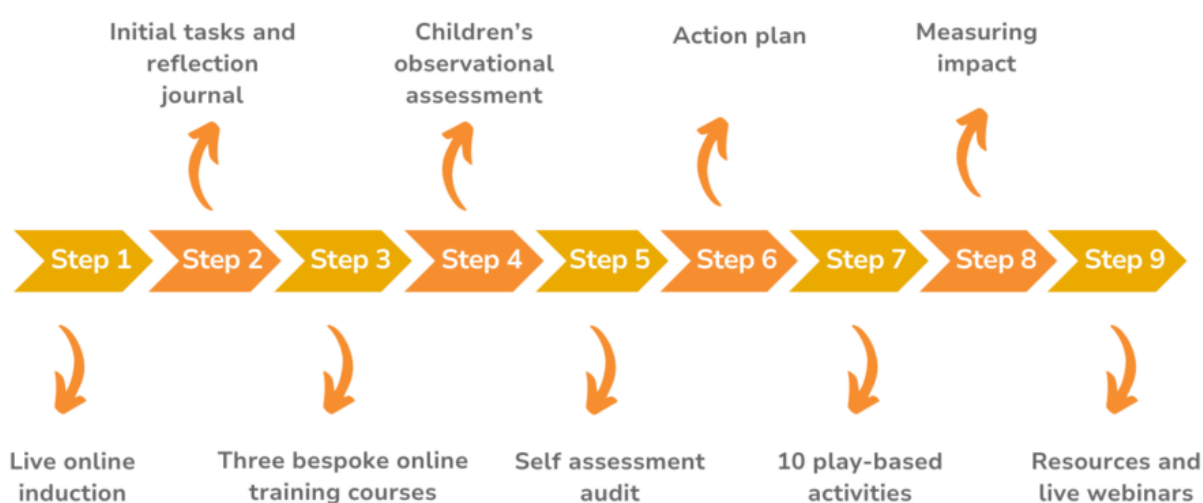 Initial tasks and
reflection
journal
Children's
observational
assessment
Action plan
Measuring
impact
Step 1
Step 2
Step 3
Step 4
Step 5
Step 6
Step 7
Step 8
Step 9
Live online
induction
Three bespoke online
training courses
Self assessment
audit
10 play-based
activities
Resources and
live webinars